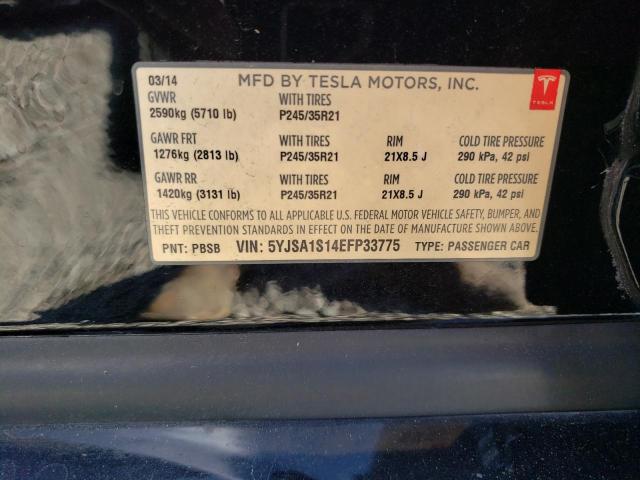 03/14 MFD BY TESLA MOTORS, INC.
TESLA
GVWR WITH TIRES
2590kg (5710 lb) P245/35R21
GAWR FRT WITH TIRES RIM COLD TIRE PRESSURE
1276kg (2813 lb) P245/35R21 21X8.5 J 290 kPa, 42 psi
GAWR RR WITH TIRES RIM COLD TIRE PRESSURE
1420kg (3131 lb) P245/35R21 21X8.5 J 290 kPa, 42 psi
THIS VEHICLE CONFORMS TO ALL APPLICABLE U.S. FEDERAL MOTOR VEHICLE SAFETY, BUMPER, AND
THEFT PREVENTION STANDARDS IN EFFECT ON THE DATE OF MANUFACTURE SHOWN ABOVE.
PNT: PBSB VIN: 5YJSA1S14EFP33775 TYPE: PASSENGER CAR